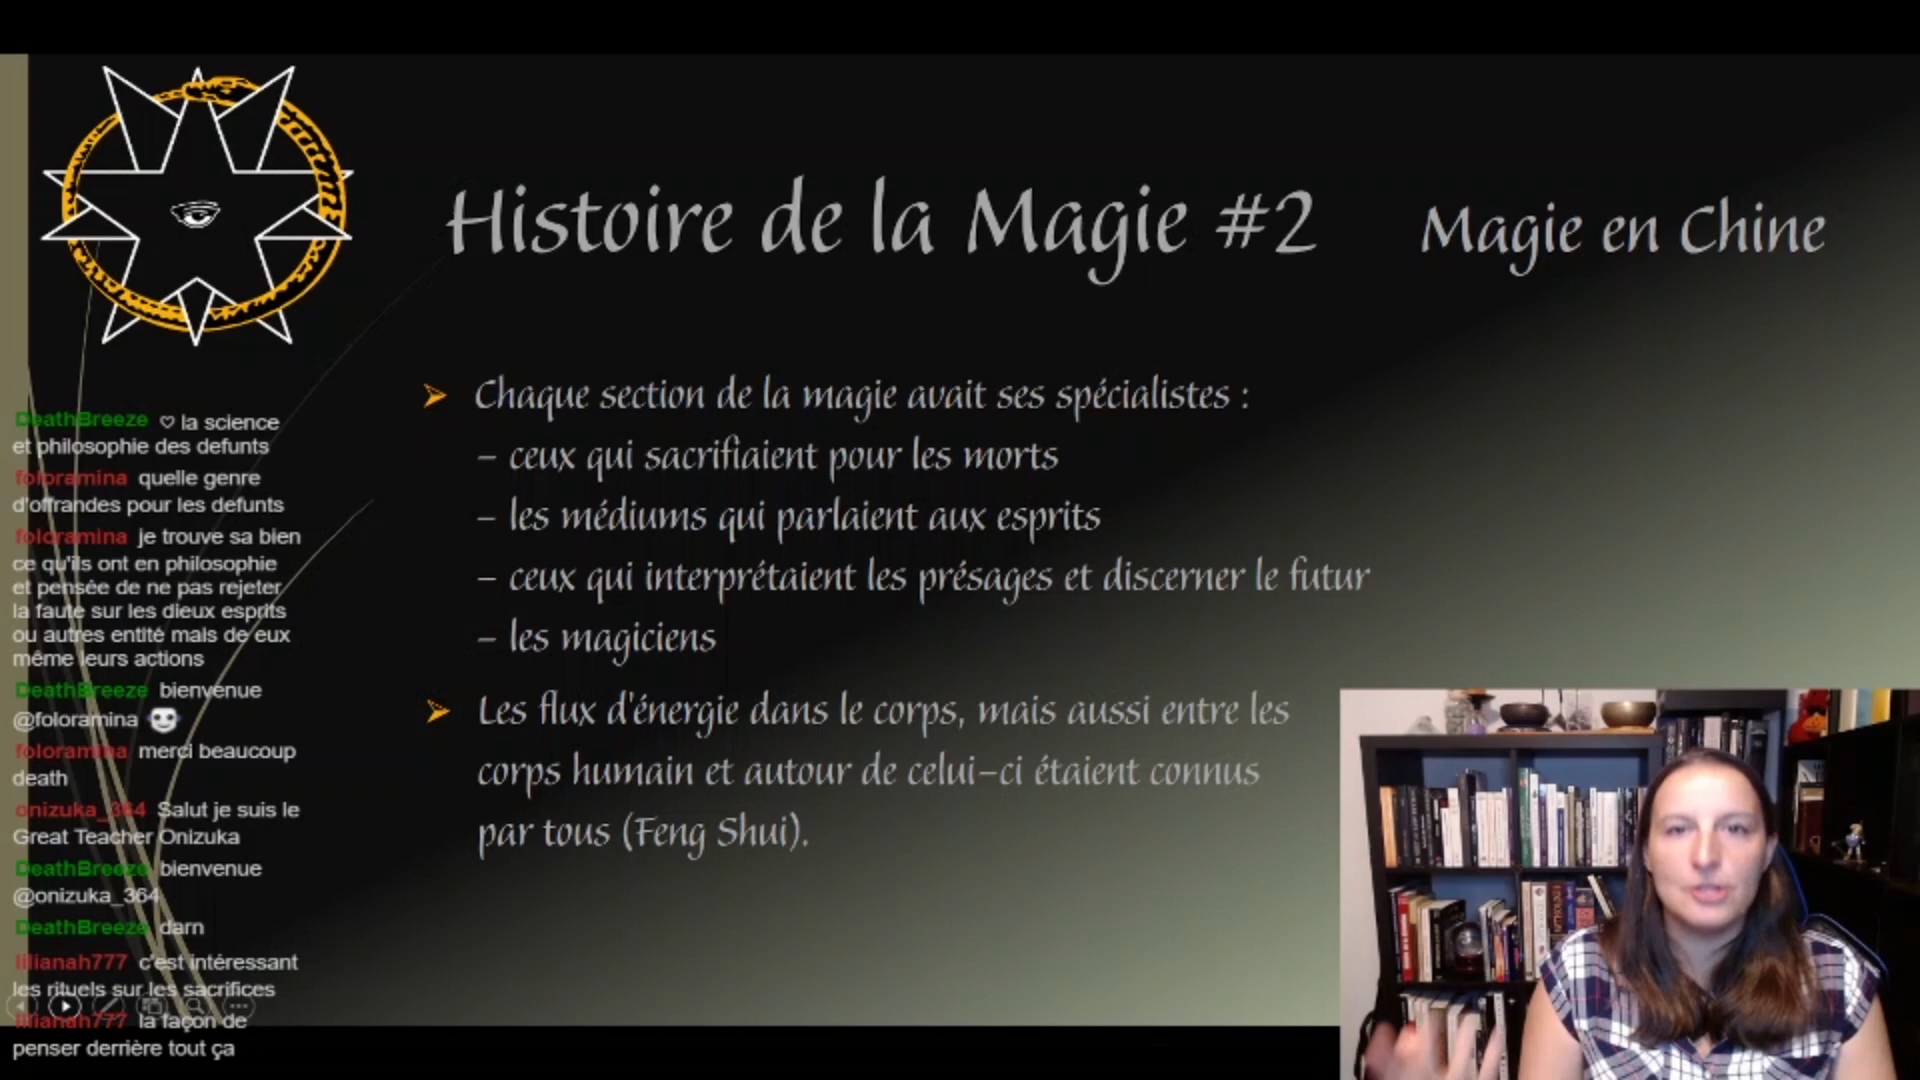 Histoire de la Magie #2 Magie en Chine
Chaque section de la magie avait ses spécialistes :
– ceux qui sacrifiaient pour les morts
– les médiums qui parlaient aux esprits
– ceux qui interprétaient les présages et discerner le futur
– les magiciens
Les flux d'énergie dans le corps, mais aussi entre les
corps humain et autour de celui-ci étaient connus
par tous (Feng Shui).
DeathBreeze ♡ la science
et philosophie des defunts
foloramina quelle genre
d'offrandes pour les defunts
foloramina je trouve sa bien
ce qu'ils ont en philosophie
et pensée de ne pas rejeter
la faute sur les dieux esprits
ou autres entité mais de eux
même leurs actions
DeathBreeze bienvenue
@foloramina
foloramina merci beaucoup
death
onizuka_364 Salut je suis le
Great Teacher Onizuka
DeathBreeze bienvenue
@onizuka_364
DeathBreeze darn
lilianah777 c'est intéressant
les rituels sur les sacrifices
lilianah777 la façon de
penser derrière tout ça